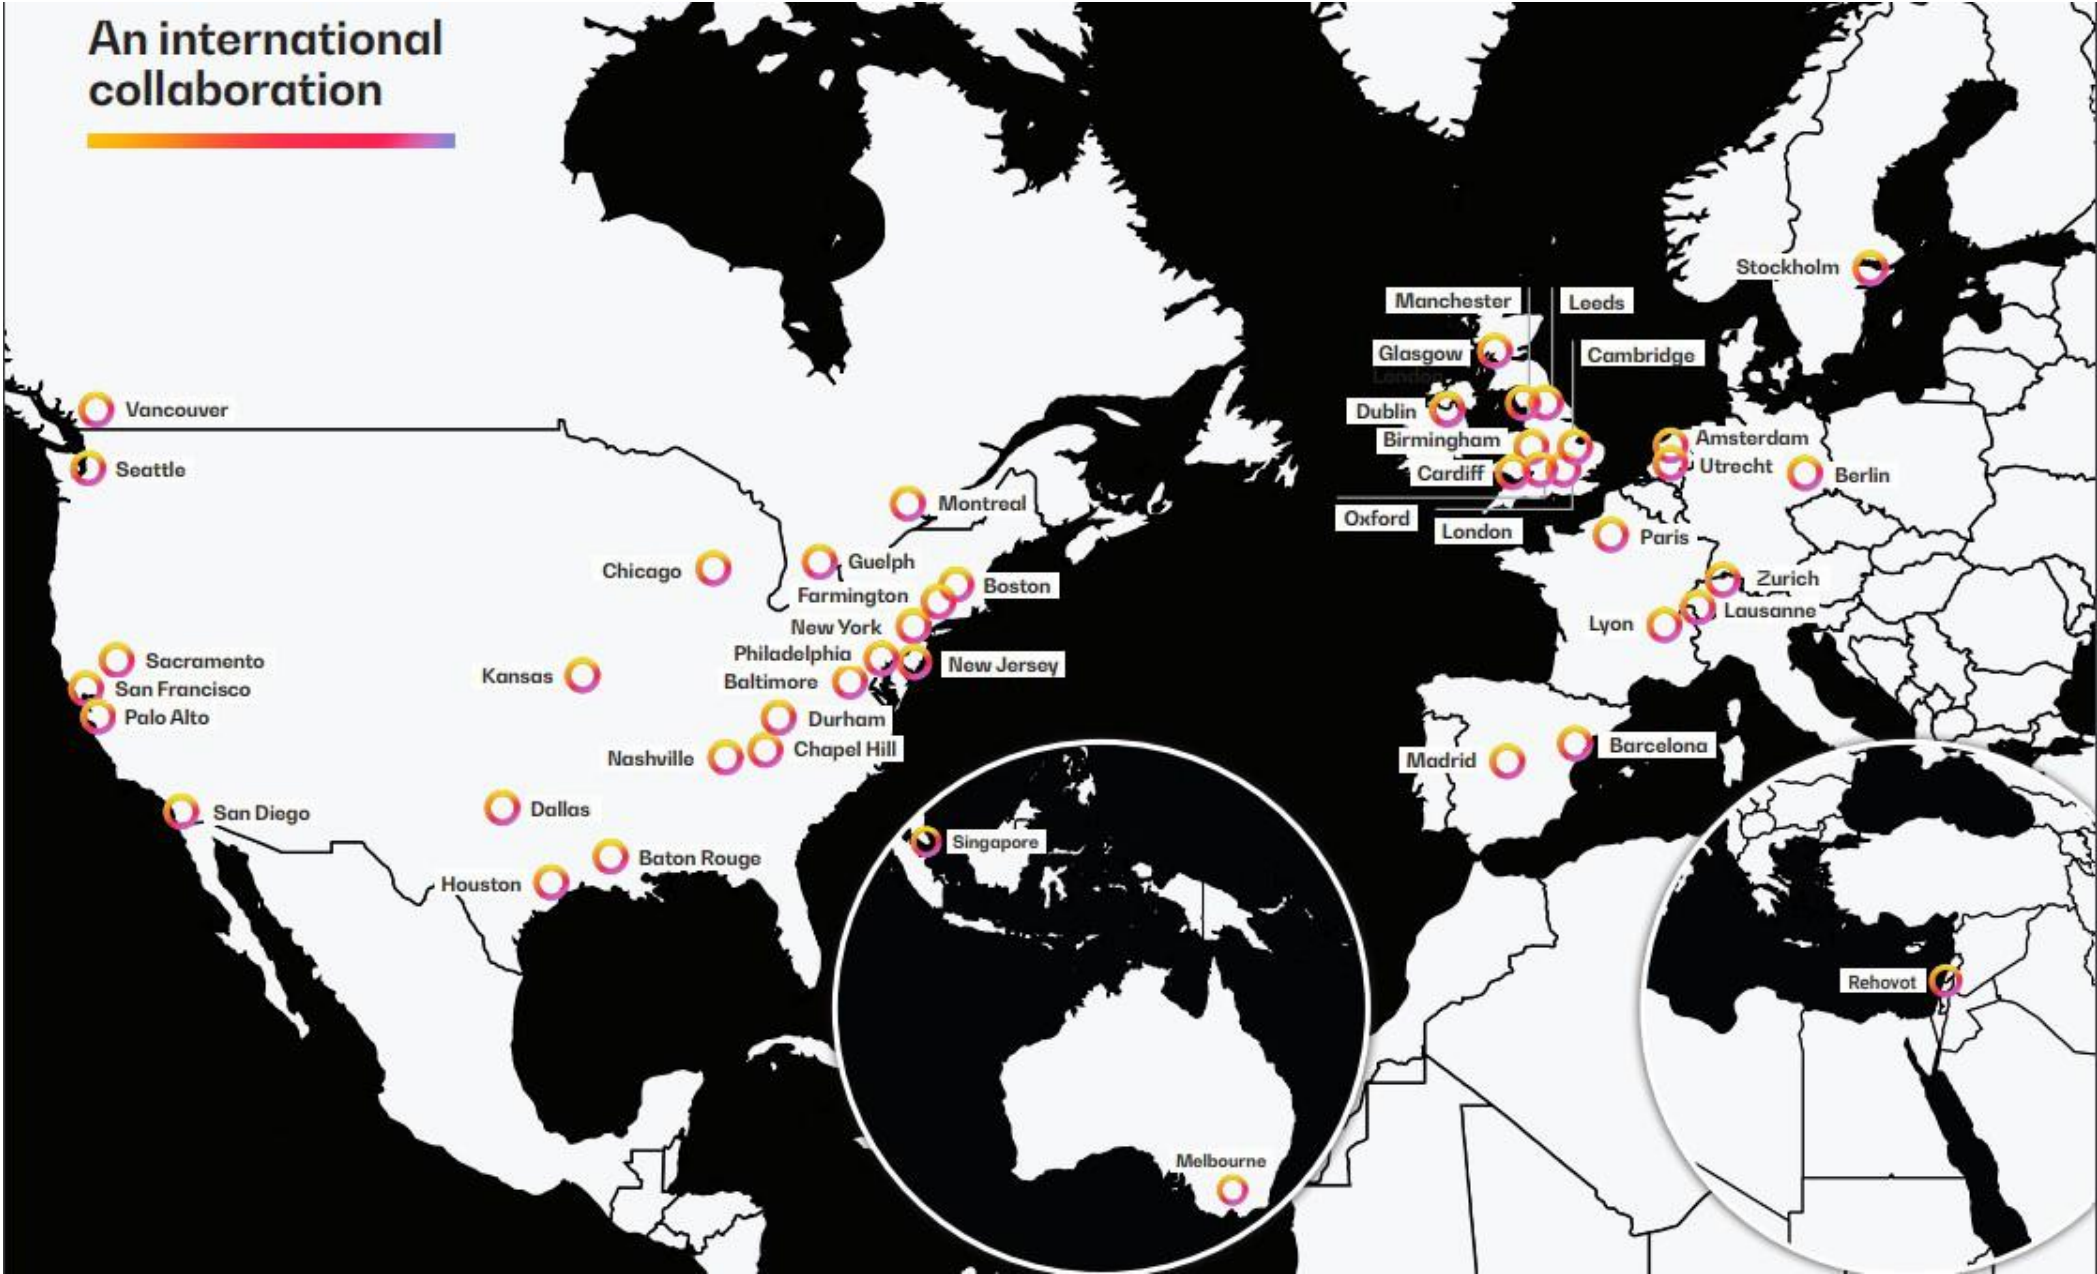 An international
collaboration
Stockholm
Manchester
Leeds
Glasgow
Cambridge
London
Vancouver
Dublin
Birmingham
Amsterdam
Seattle
Cardiff
Utrecht
Berlin
Montreal
Oxford
London
Paris
Chicago
Guelph
Boston
Farmington
Zurich
Lausanne
New York
Lyon
Philadelphia
New Jersey
Sacramento
Kansas
Baltimore
San Francisco
Palo Alto
Durham
Nashville
Chapel Hill
Madrid
Barcelona
San Diego
Dallas
Singapore
Baton Rouge
Houston
Rehovot
Melbourne